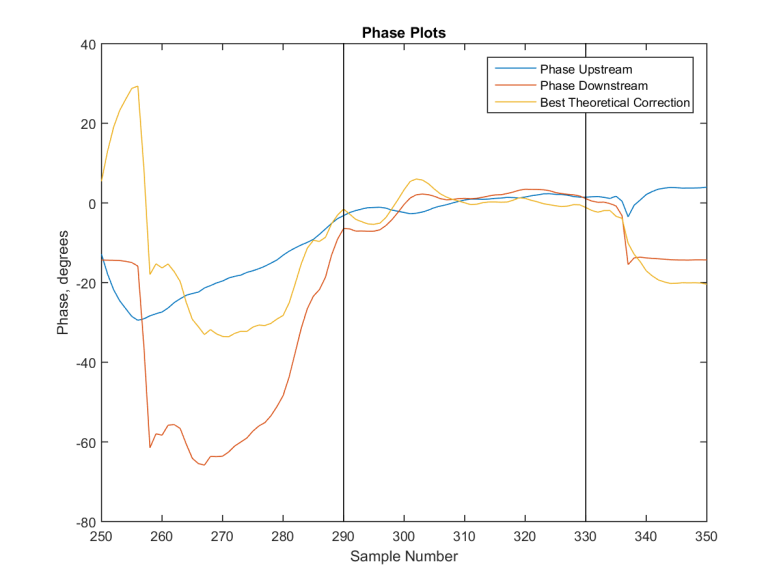 Phase Plots
Phase Upstream
Phase Downstream
Best Theoretical Correction
40
20
0
-20
-40
-60
-80
Phase, degrees
250 260 270 280 290 300 310 320 330 340 350
Sample Number